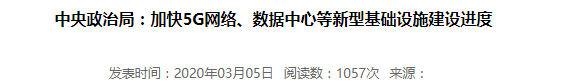 中央政治局：加快5G网络、数据中心等新型基础设施建设进度
发表时间：2020年03月05日 阅读数：1057次 来源：